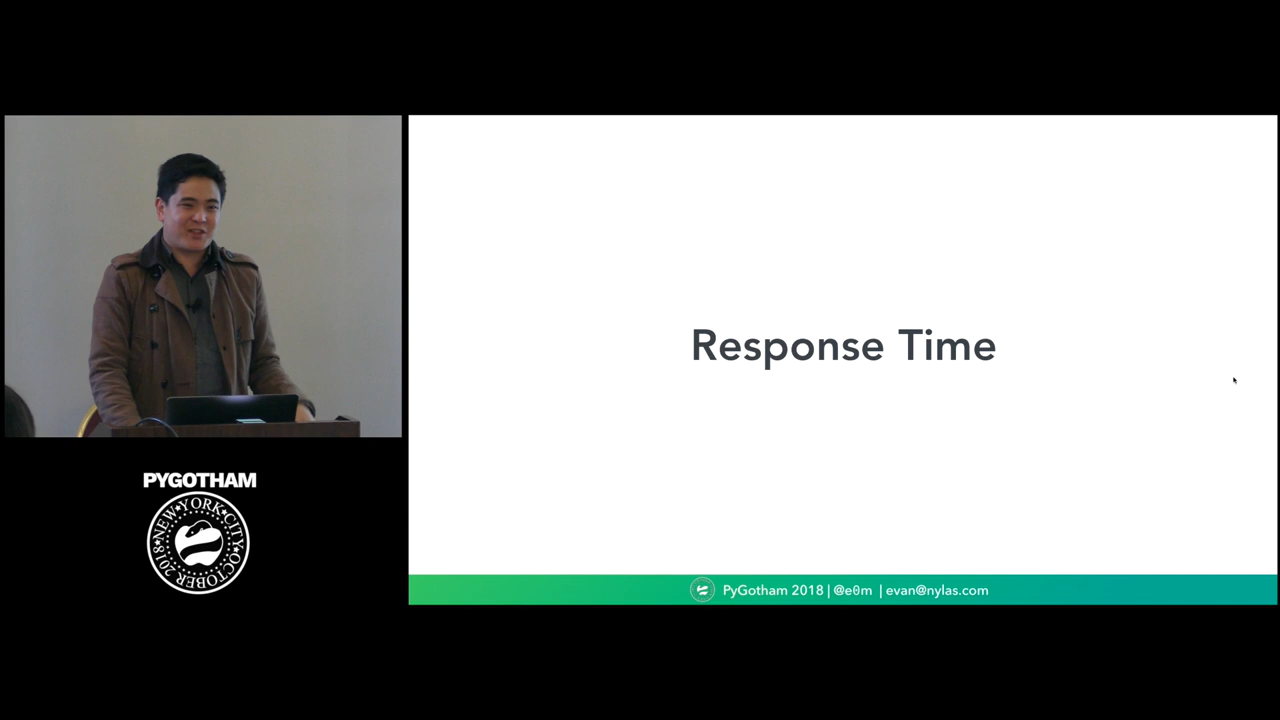 Response Time
PYGOTHAM
NEW★YORK★CITY★OCTOBER 2018★
PyGotham 2018 | @e0m | evan@nylas.com